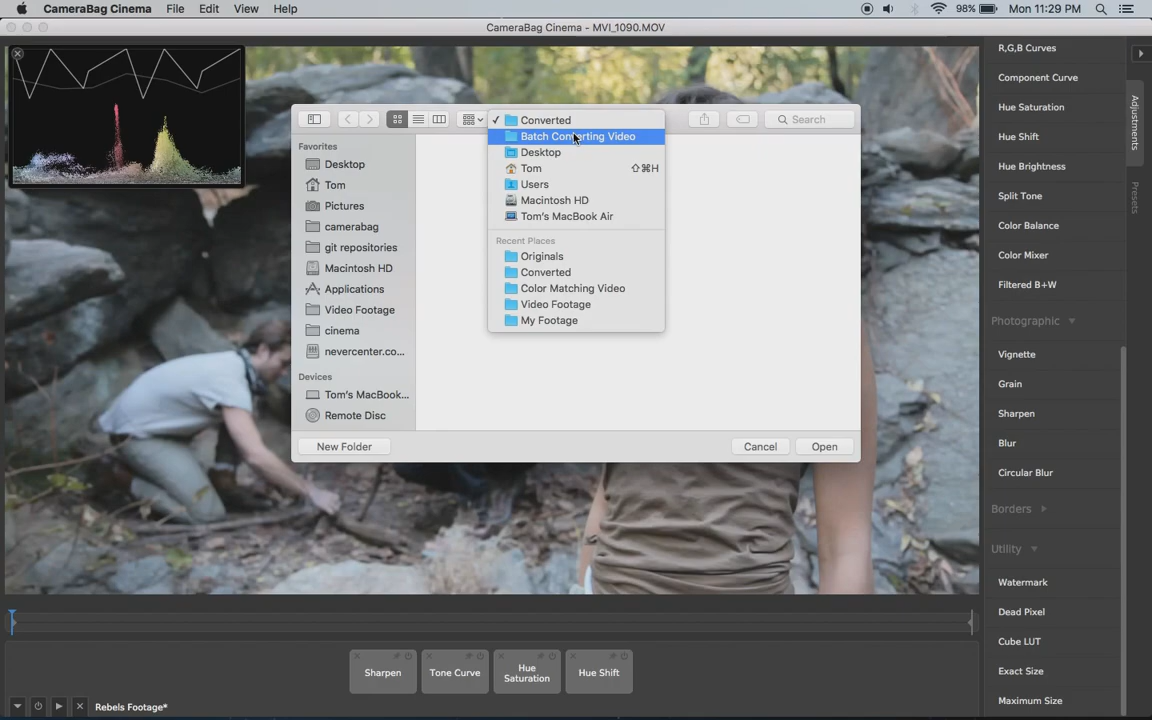 CameraBag Cinema File Edit View Help 98% Mon 11:29 PM
CameraBag Cinema - MVI_1090.MOV
Search
Favorites
Desktop
Tom
Pictures
camerabag
git repositories
Macintosh HD
Applications
Video Footage
cinema
nevercenter.co...
Devices
Tom's MacBook...
Remote Disc
✓ Converted
Batch Converting Video
Desktop
Tom ⇧⌘H
Users
Macintosh HD
Tom's MacBook Air
Recent Places
Originals
Converted
Color Matching Video
Video Footage
My Footage
New Folder Cancel Open
R,G,B Curves
Component Curve
Hue Saturation
Hue Shift
Hue Brightness
Split Tone
Color Balance
Color Mixer
Filtered B+W
Photographic
Vignette
Grain
Sharpen
Blur
Circular Blur
Borders
Utility
Watermark
Dead Pixel
Cube LUT
Exact Size
Maximum Size
Adjustments
Presets
Sharpen
Tone Curve
Hue
Saturation
Hue Shift
Rebels Footage*